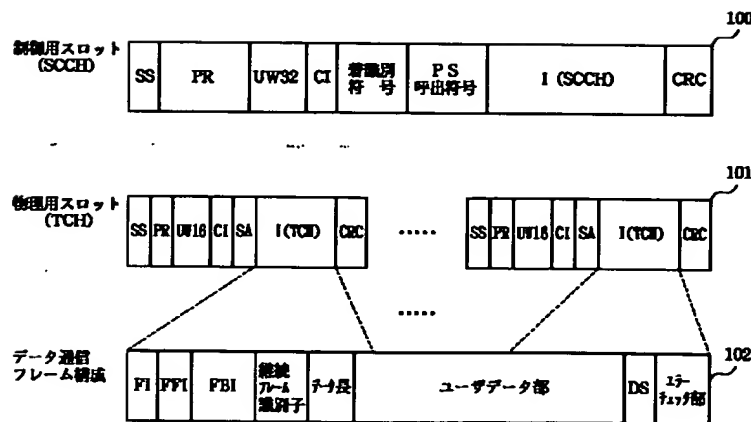 100
制御用スロット
(SCCH)
SS PR UW32 CI 着識別符号 PS呼出符号 I (SCCH) CRC
101
物理用スロット
(TCH)
SS PR UW16 CI SA I(TCH) CRC ····· SS PR UW16 CI SA I(TCH) CRC
·····
データ通信
フレーム構成
102
FI FFI FBI 継続フレーム識別子 データ長 ユーザデータ部 DS エラーチェック部